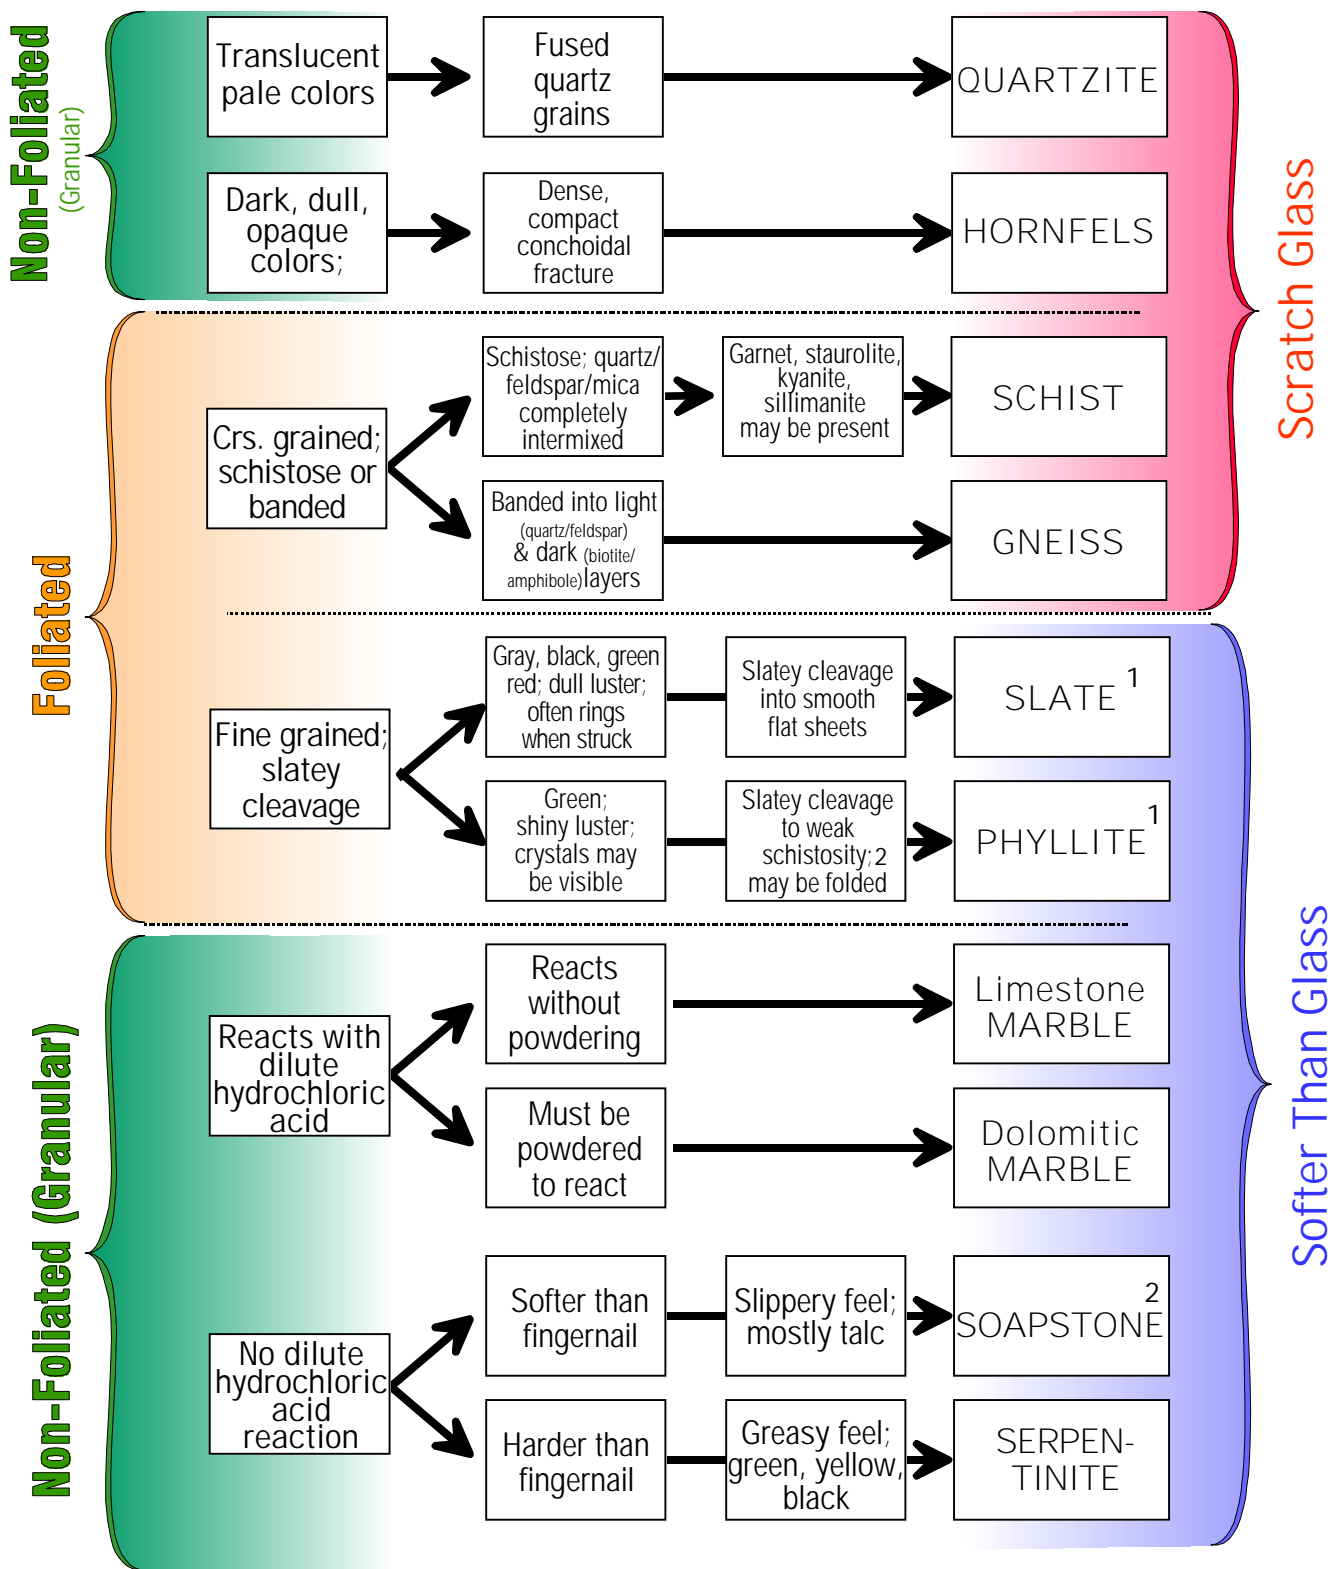 Non-Foliated
(Granular)
Translucent
pale colors
Fused
quartz
grains
QUARTZITE
Dark, dull,
opaque
colors;
Dense,
compact
conchoidal
fracture
HORNFELS
Scratch Glass
Foliated
Crs. grained;
schistose or
banded
Schistose; quartz/
feldspar/mica
completely
intermixed
Garnet, staurolite,
kyanite,
sillimanite
may be present
SCHIST
Banded into light
(quartz/feldspar)
& dark (biotite/
amphibole)layers
GNEISS
Fine grained;
slatey
cleavage
Gray, black, green
red; dull luster;
often rings
when struck
Slatey cleavage
into smooth
flat sheets
SLATE 1
Green;
shiny luster;
crystals may
be visible
Slatey cleavage
to weak
schistosity;2
may be folded
PHYLLITE 1
Softer Than Glass
Non-Foliated (Granular)
Reacts with
dilute
hydrochloric
acid
Reacts
without
powdering
Limestone
MARBLE
Must be
powdered
to react
Dolomitic
MARBLE
No dilute
hydrochloric
acid
reaction
Softer than
fingernail
Slippery feel;
mostly talc
SOAPSTONE 2
Harder than
fingernail
Greasy feel;
green, yellow,
black
SERPEN-
TINITE